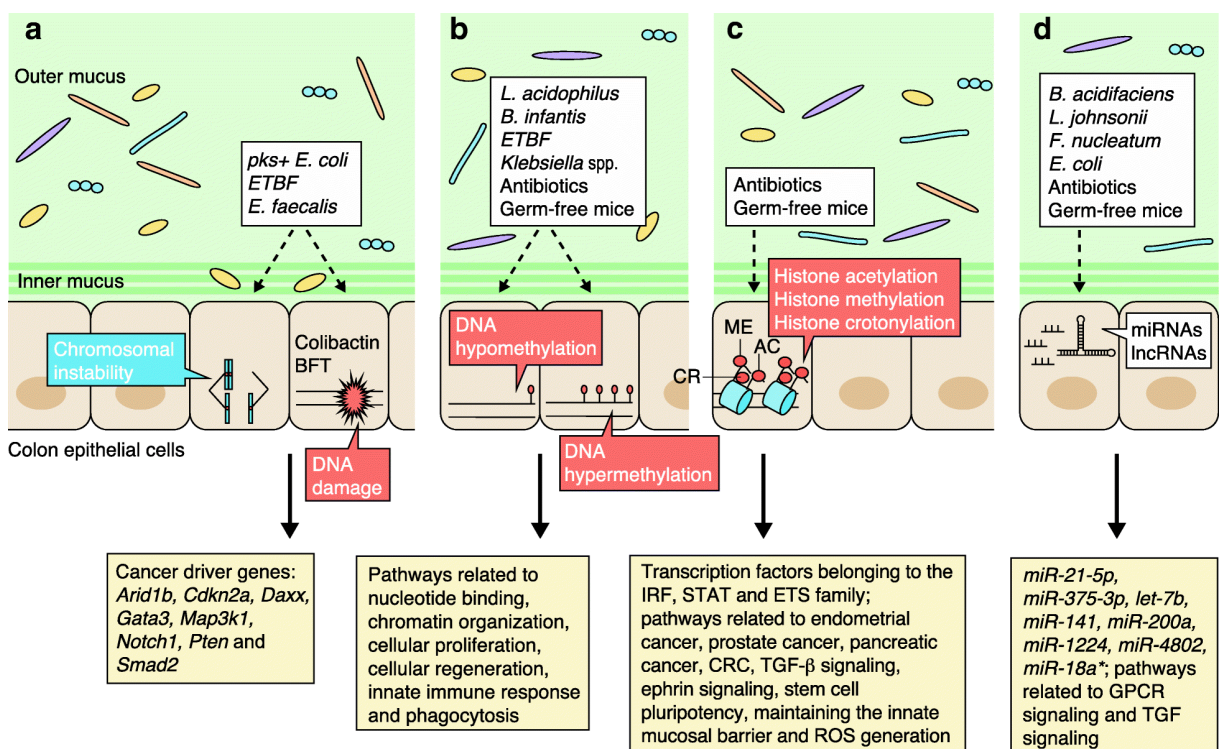 a
Outer mucus
pks+ E. coli
ETBF
E. faecalis
Inner mucus
Chromosomal
instability
Colibactin
BFT
Colon epithelial cells
DNA
damage
Cancer driver genes:
Arid1b, Cdkn2a, Daxx,
Gata3, Map3k1,
Notch1, Pten and
Smad2
b
L. acidophilus
B. infantis
ETBF
Klebsiella spp.
Antibiotics
Germ-free mice
DNA
hypomethylation
DNA
hypermethylation
Pathways related to
nucleotide binding,
chromatin organization,
cellular proliferation,
cellular regeneration,
innate immune response
and phagocytosis
c
Antibiotics
Germ-free mice
Histone acetylation
Histone methylation
Histone crotonylation
ME
AC
CR
Transcription factors belonging to the
IRF, STAT and ETS family;
pathways related to endometrial
cancer, prostate cancer, pancreatic
cancer, CRC, TGF-β signaling,
ephrin signaling, stem cell
pluripotency, maintaining the innate
mucosal barrier and ROS generation
d
B. acidifaciens
L. johnsonii
F. nucleatum
E. coli
Antibiotics
Germ-free mice
miRNAs
lncRNAs
miR-21-5p,
miR-375-3p, let-7b,
miR-141, miR-200a,
miR-1224, miR-4802,
miR-18a*; pathways
related to GPCR
signaling and TGF
signaling